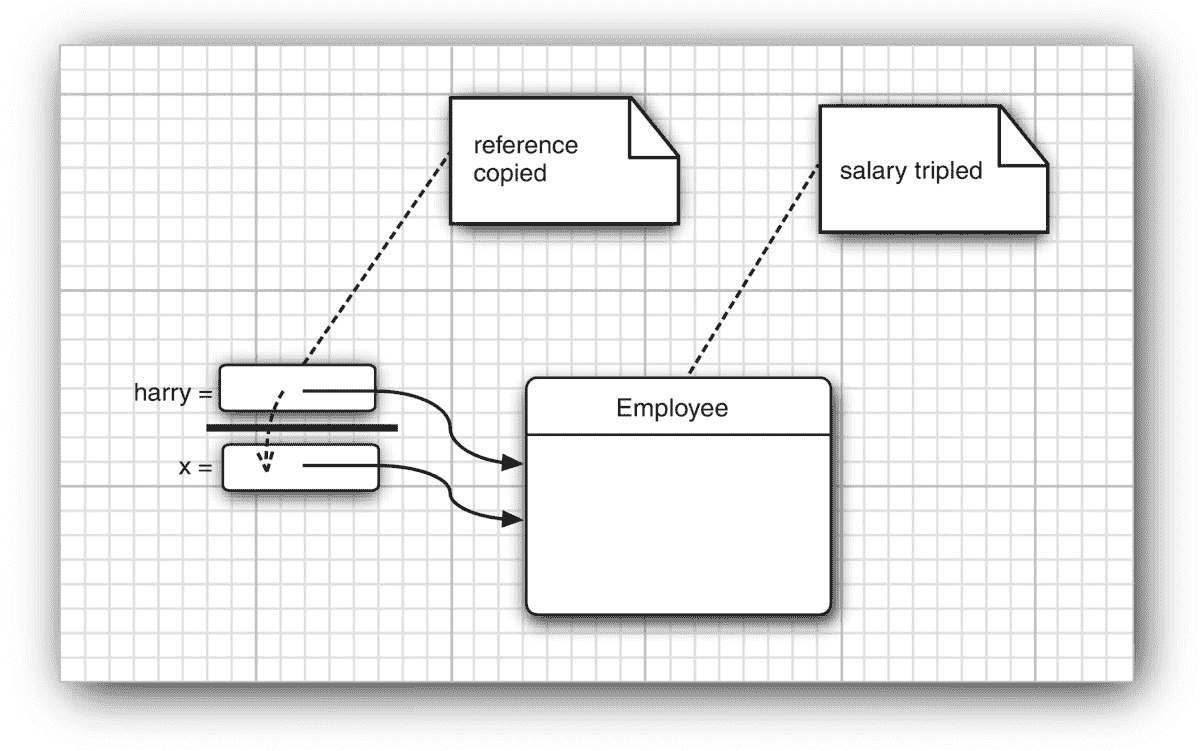 reference
copied
salary tripled
harry =
Employee
x =